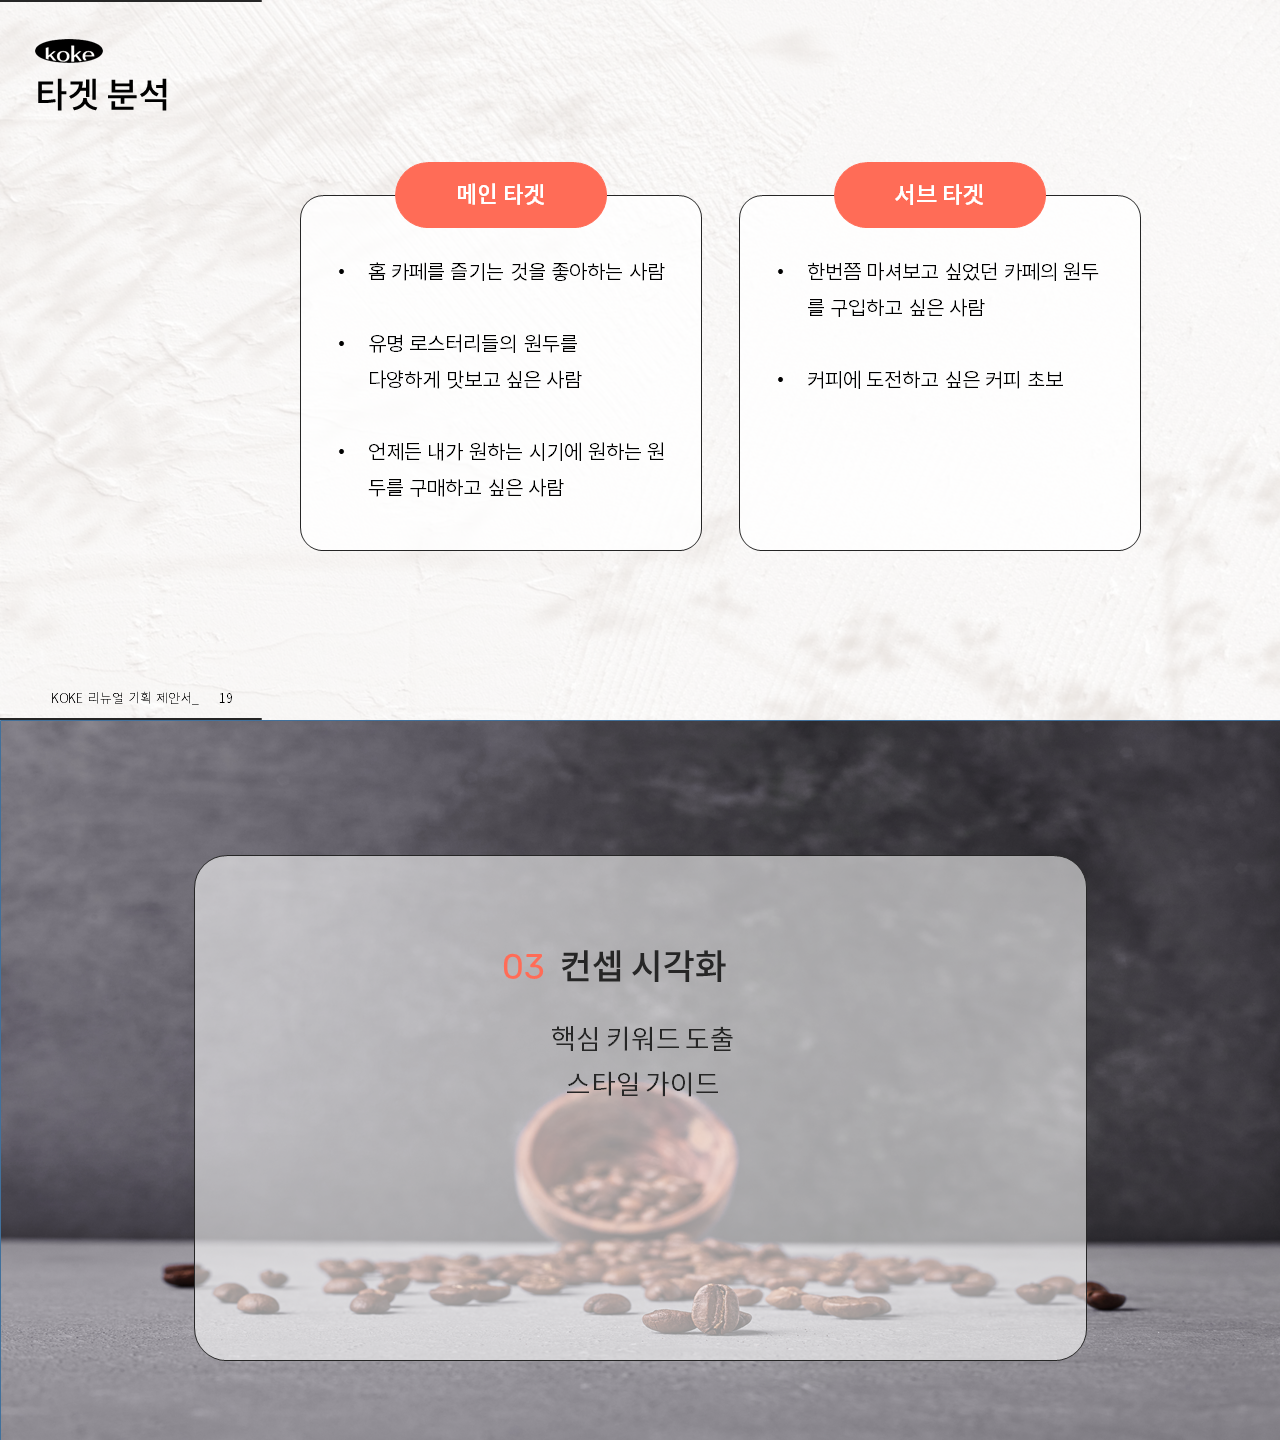 koke
타겟 분석
메인 타겟
• 홈 카페를 즐기는 것을 좋아하는 사람
• 유명 로스터리들의 원두를
다양하게 맛보고 싶은 사람
• 언제든 내가 원하는 시기에 원하는 원
두를 구매하고 싶은 사람
서브 타겟
• 한번쯤 마셔보고 싶었던 카페의 원두
를 구입하고 싶은 사람
• 커피에 도전하고 싶은 커피 초보
KOKE 리뉴얼 기획 제안서_ 19
03 컨셉 시각화
핵심 키워드 도출
스타일 가이드